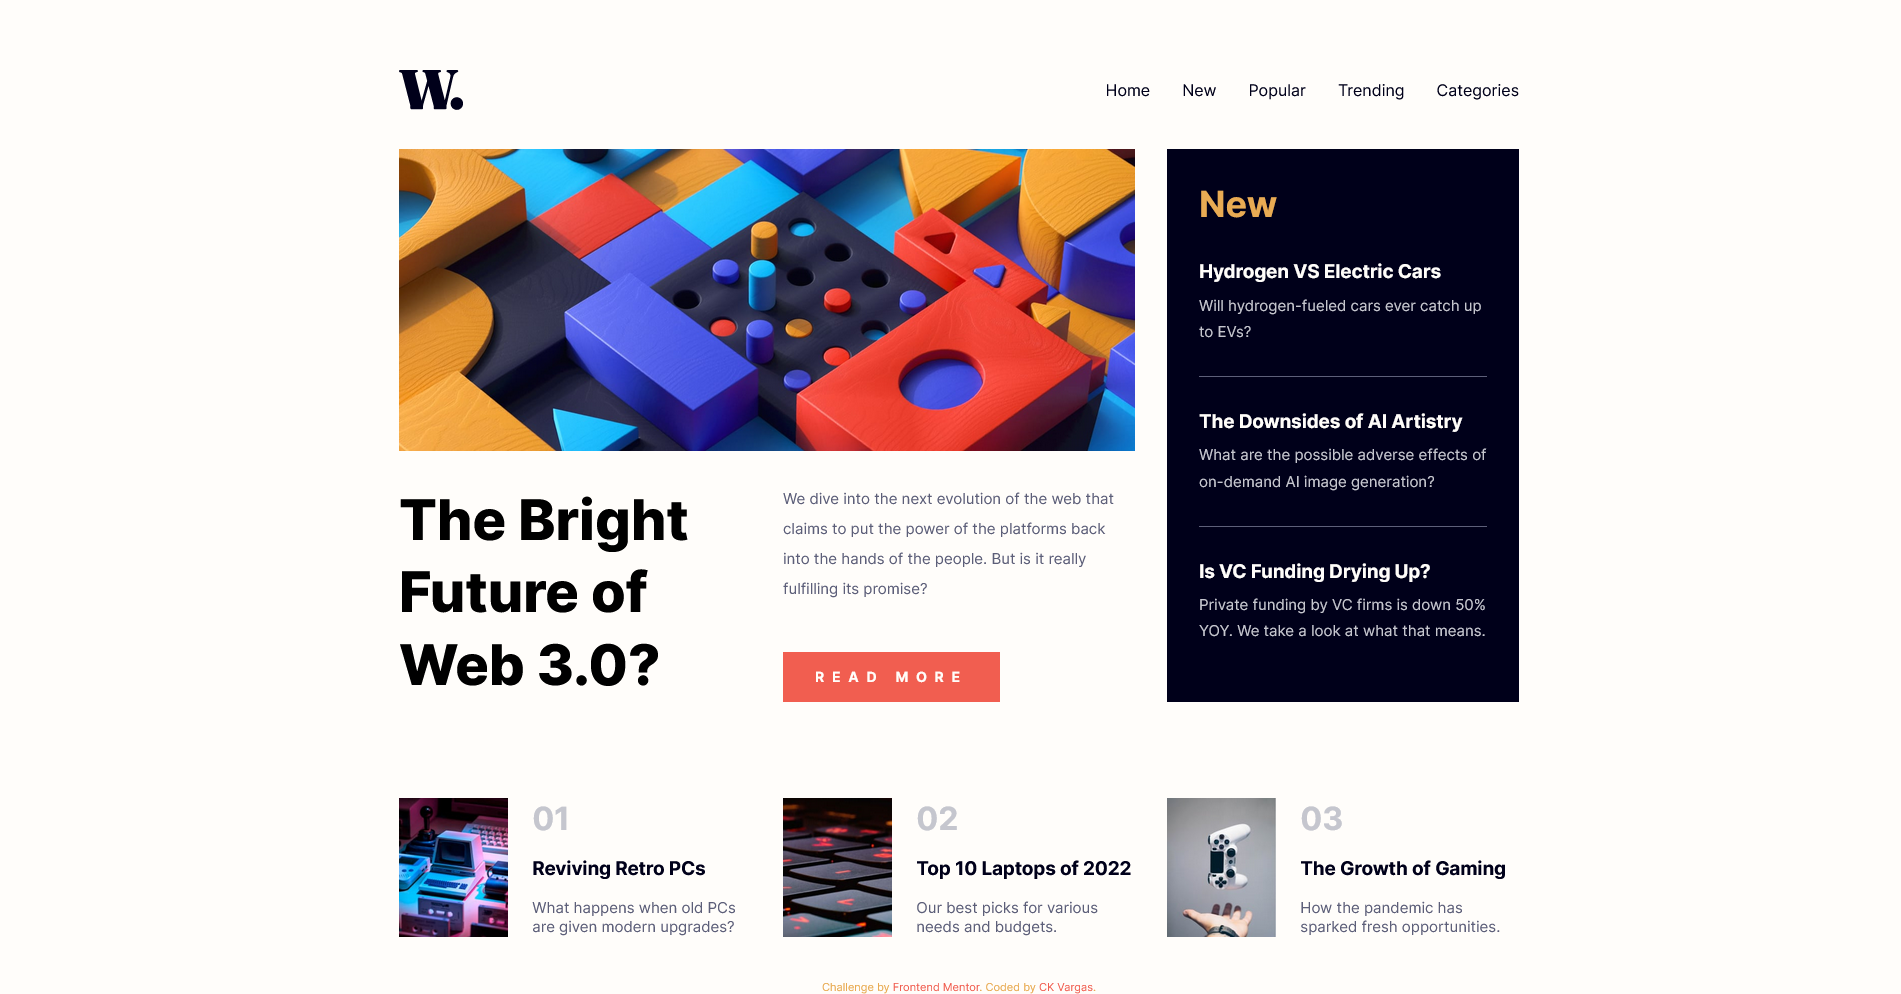 W.
Home New Popular Trending Categories
The Bright
Future of
Web 3.0?
We dive into the next evolution of the web that
claims to put the power of the platforms back
into the hands of the people. But is it really
fulfilling its promise?
READ MORE
New
Hydrogen VS Electric Cars
Will hydrogen-fueled cars ever catch up
to EVs?
The Downsides of AI Artistry
What are the possible adverse effects of
on-demand AI image generation?
Is VC Funding Drying Up?
Private funding by VC firms is down 50%
YOY. We take a look at what that means.
01
Reviving Retro PCs
What happens when old PCs
are given modern upgrades?
02
Top 10 Laptops of 2022
Our best picks for various
needs and budgets.
03
The Growth of Gaming
How the pandemic has
sparked fresh opportunities.
Challenge by Frontend Mentor. Coded by CK Vargas.